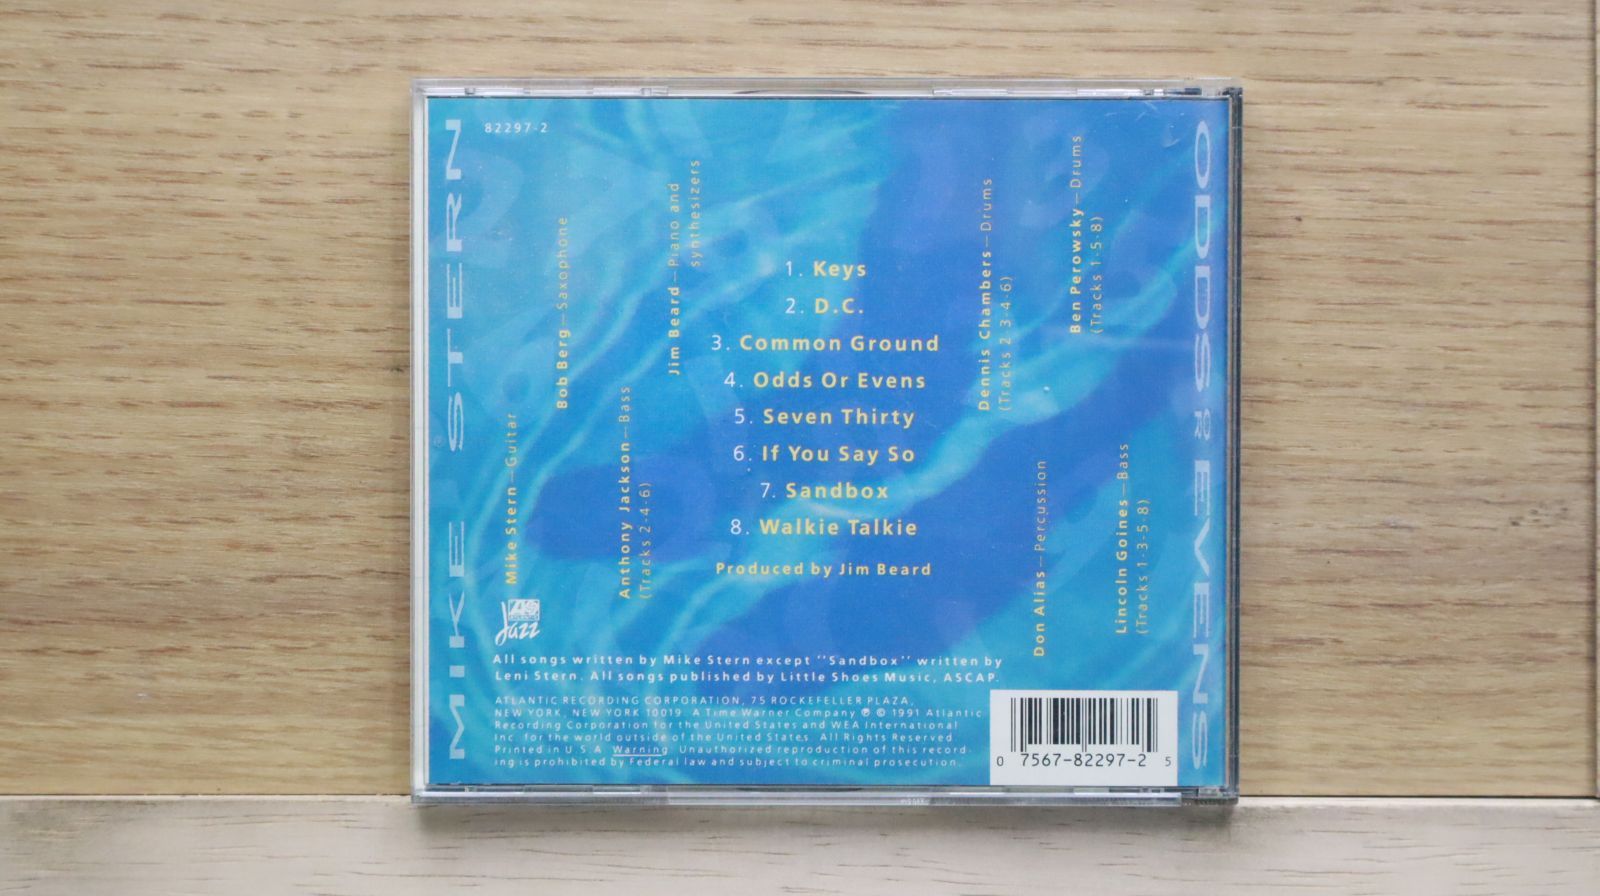 MIKE STERN
82297-2
Mike Stern—Guitar
Bob Berg—Saxophone
Anthony Jackson—Bass
(Tracks 2·4·6)
Jim Beard—Piano and
synthesizers
1. Keys
2. D.C.
3. Common Ground
4. Odds Or Evens
5. Seven Thirty
6. If You Say So
7. Sandbox
8. Walkie Talkie
Produced by Jim Beard
Dennis Chambers—Drums
(Tracks 2·3·4·6)
Don Alias—Percussion
Ben Perowsky—Drums
(Tracks 1·5·8)
Lincoln Goines—Bass
(Tracks 1·3·5·8)
ODDS OR EVENS
Jazz
All songs written by Mike Stern except "Sandbox" written by
Leni Stern. All songs published by Little Shoes Music, ASCAP.
ATLANTIC RECORDING CORPORATION, 75 ROCKEFELLER PLAZA,
NEW YORK, NEW YORK 10019. A Time Warner Company ℗ © 1991 Atlantic
Recording Corporation for the United States and WEA International
Inc. for the world outside of the United States. All Rights Reserved
Printed in U.S.A. Warning: Unauthorized reproduction of this record-
ing is prohibited by Federal law and subject to criminal prosecution.
0 7567-82297-2 5